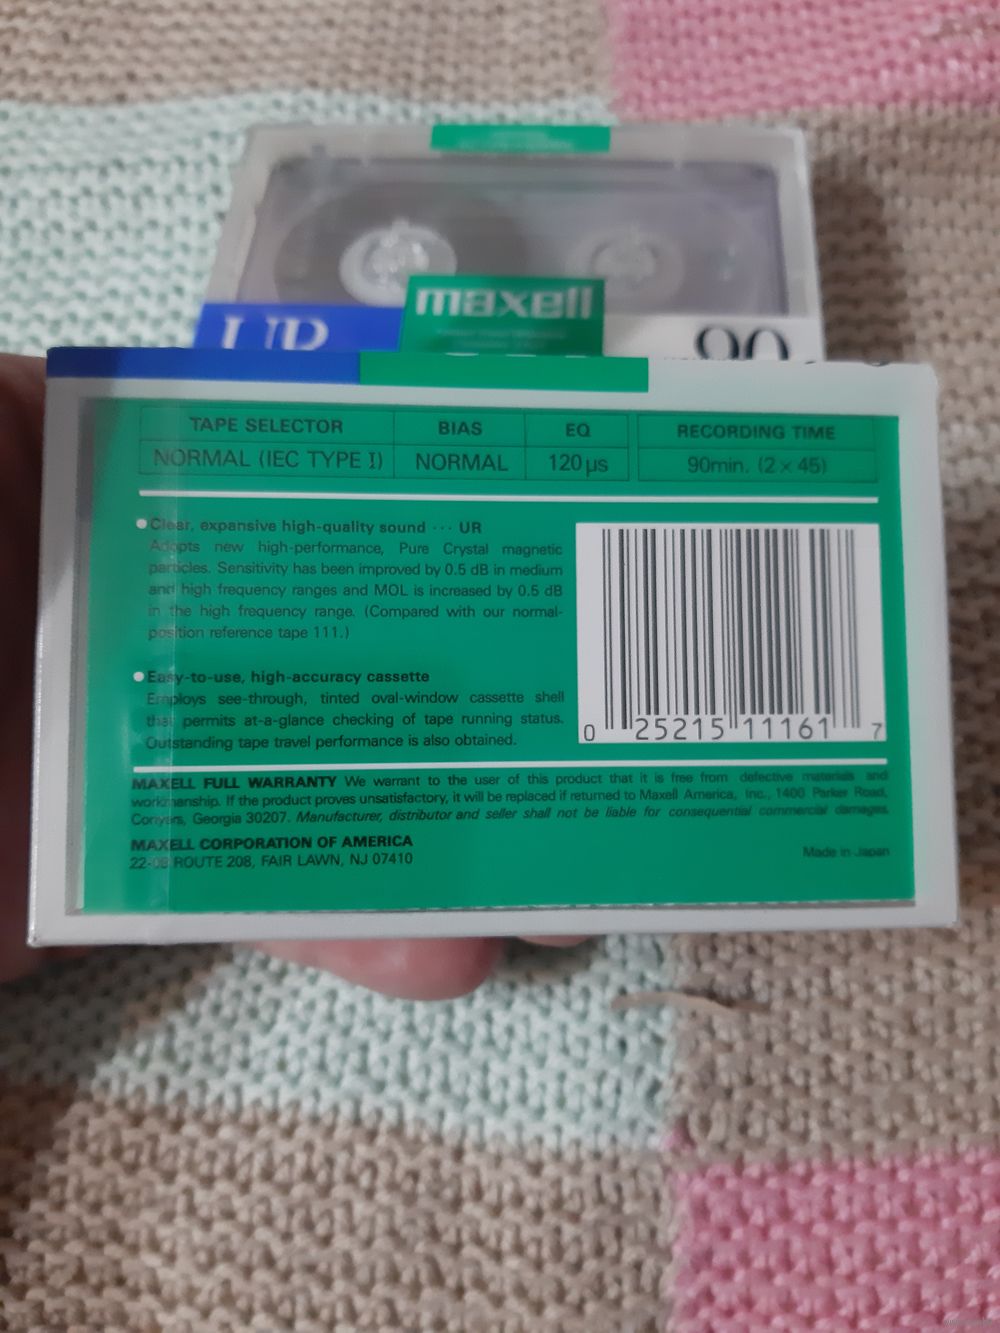 maxell
UR
90
TAPE SELECTOR BIAS EQ RECORDING TIME
NORMAL (IEC TYPE I) NORMAL 120 µs 90min. (2 × 45)
Clear, expansive high-quality sound ··· UR
Adopts new high-performance, Pure Crystal magnetic
particles. Sensitivity has been improved by 0.5 dB in medium
and high frequency ranges and MOL is increased by 0.5 dB
in the high frequency range. (Compared with our normal-
position reference tape 111.)
Easy-to-use, high-accuracy cassette
Employs see-through, tinted oval-window cassette shell
that permits at-a-glance checking of tape running status.
Outstanding tape travel performance is also obtained.
0 25215 11161 7
MAXELL FULL WARRANTY We warrant to the user of this product that it is free from defective materials and
workmanship. If the product proves unsatisfactory, it will be replaced if returned to Maxell America, Inc., 1400 Parker Road,
Conyers, Georgia 30207. Manufacturer, distributor and seller shall not be liable for consequential commercial damages.
MAXELL CORPORATION OF AMERICA
22-08 ROUTE 208, FAIR LAWN, NJ 07410
Made in Japan